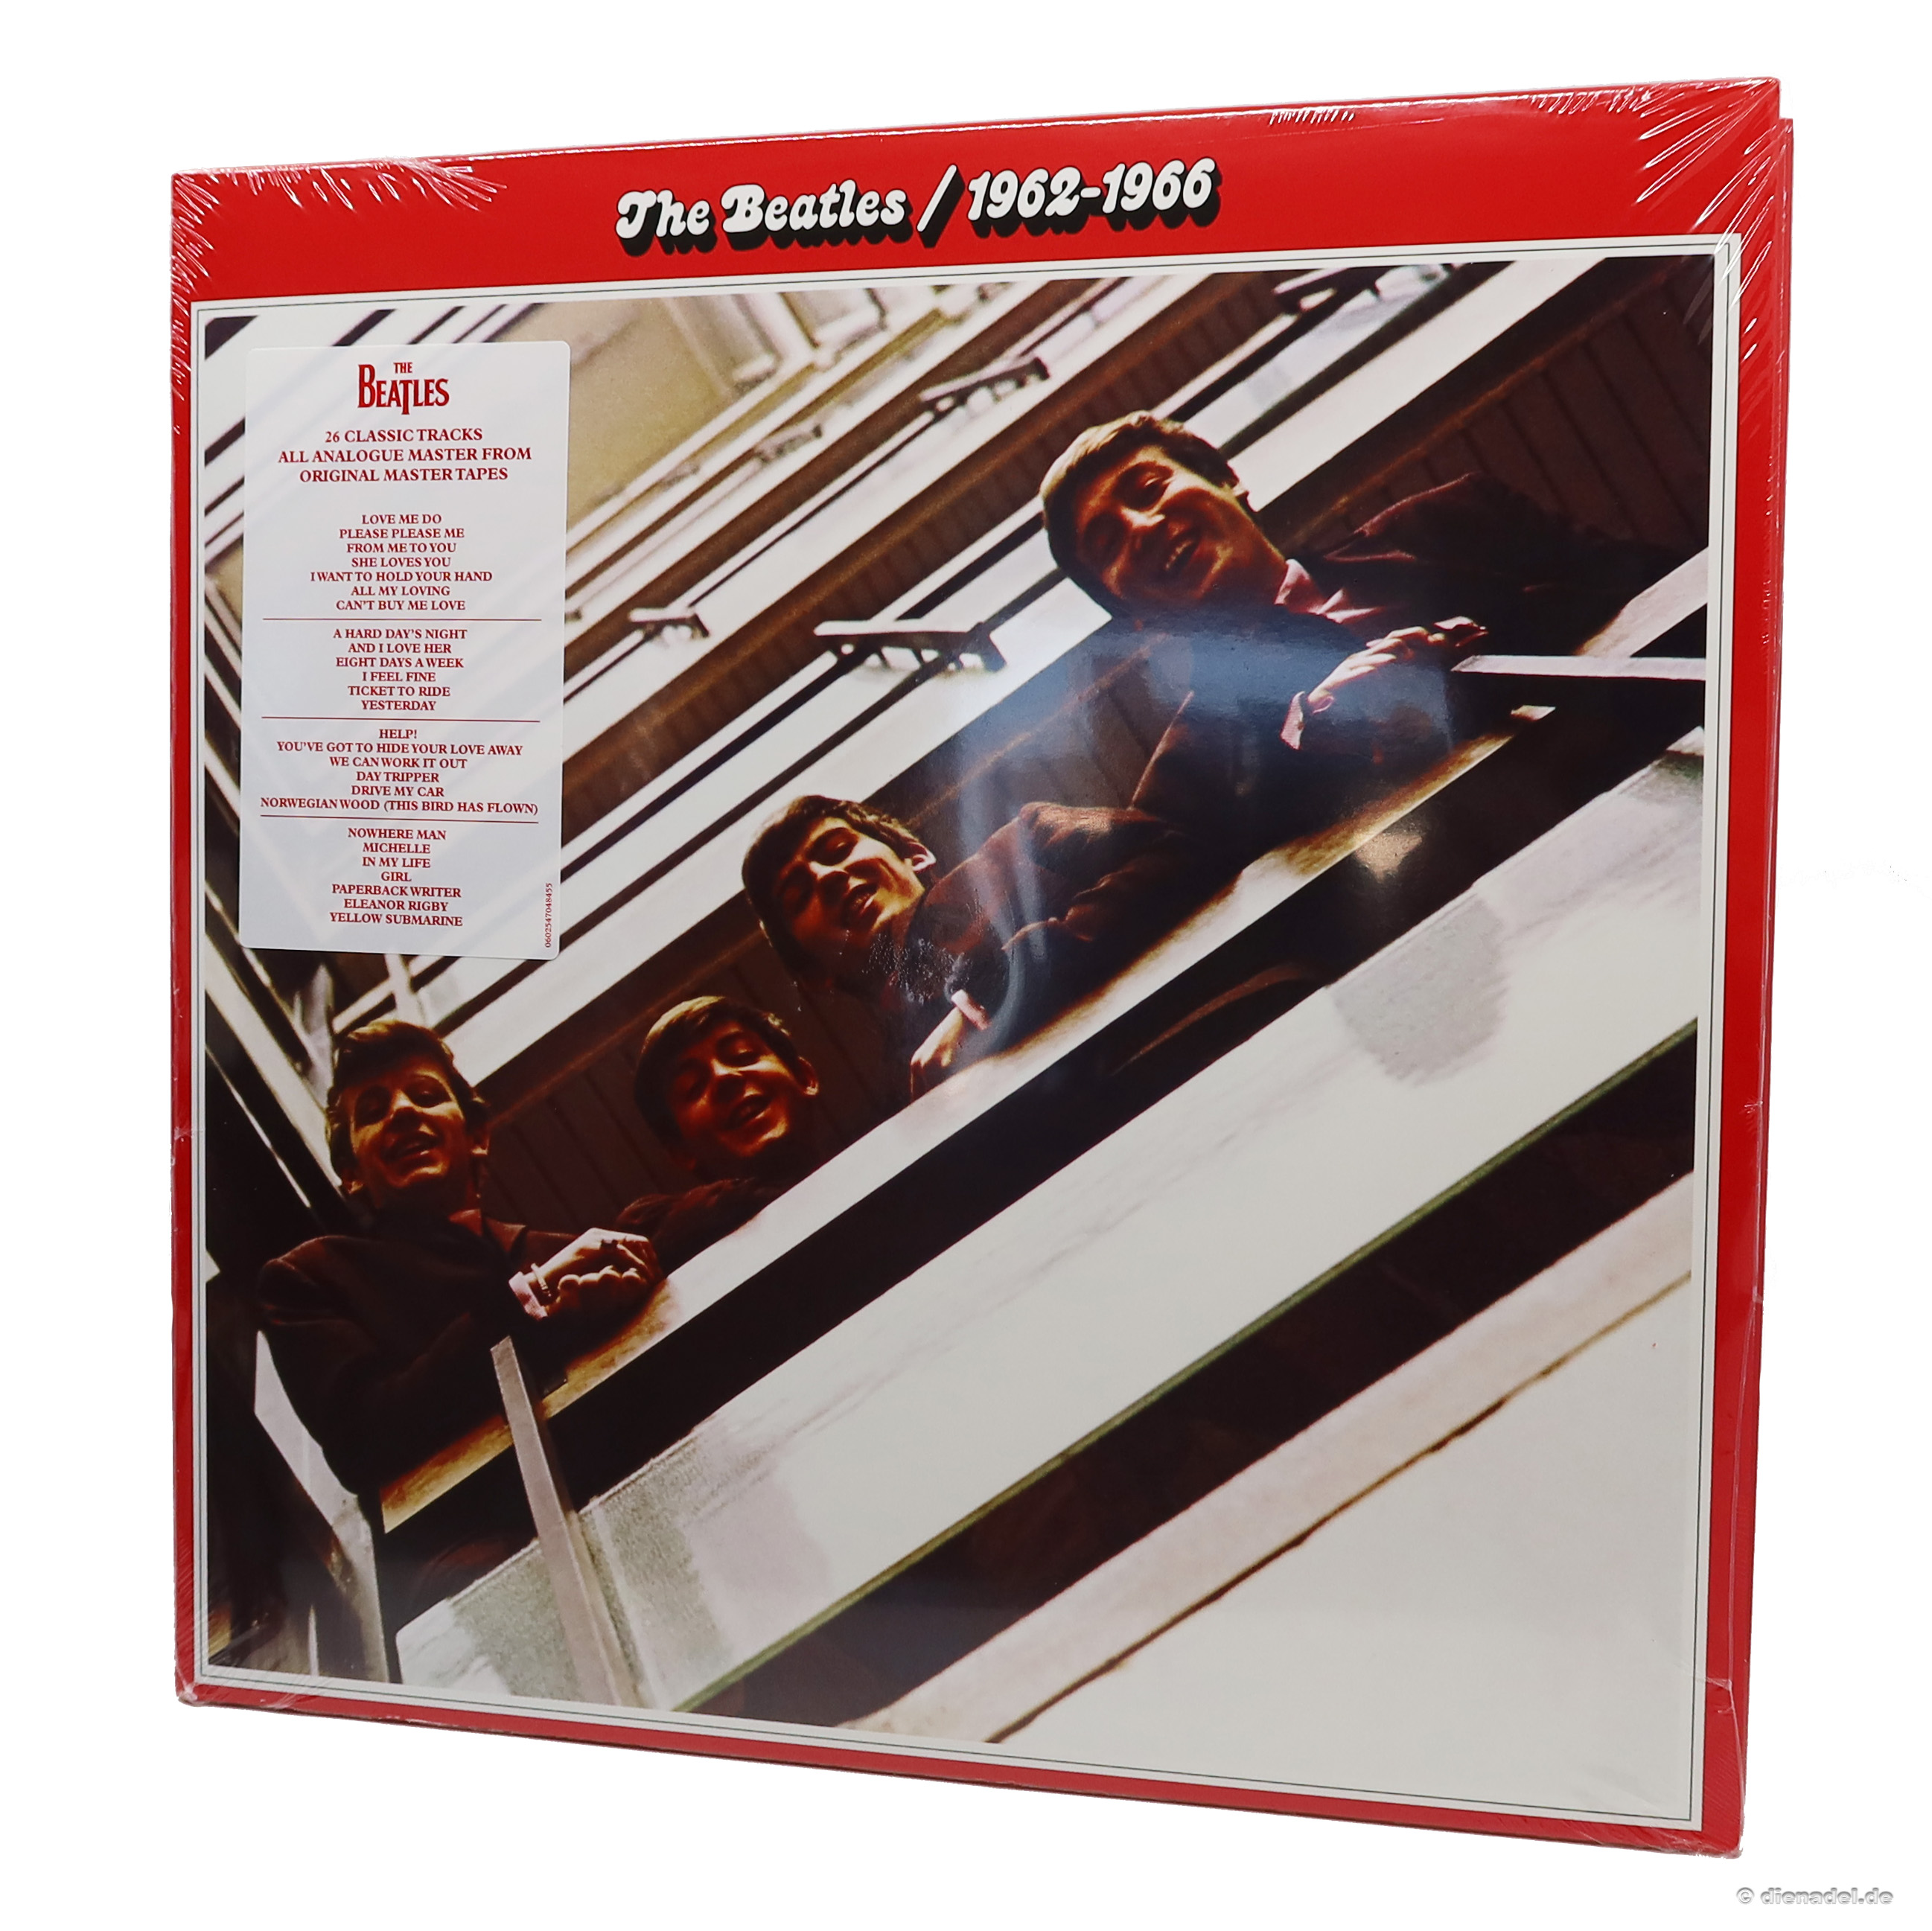 The Beatles / 1962-1966
THE
BEATLES
26 CLASSIC TRACKS
ALL ANALOGUE MASTER FROM
ORIGINAL MASTER TAPES
LOVE ME DO
PLEASE PLEASE ME
FROM ME TO YOU
SHE LOVES YOU
I WANT TO HOLD YOUR HAND
ALL MY LOVING
CAN'T BUY ME LOVE
A HARD DAY'S NIGHT
AND I LOVE HER
EIGHT DAYS A WEEK
I FEEL FINE
TICKET TO RIDE
YESTERDAY
HELP!
YOU'VE GOT TO HIDE YOUR LOVE AWAY
WE CAN WORK IT OUT
DAY TRIPPER
DRIVE MY CAR
NORWEGIAN WOOD (THIS BIRD HAS FLOWN)
NOWHERE MAN
MICHELLE
IN MY LIFE
GIRL
PAPERBACK WRITER
ELEANOR RIGBY
YELLOW SUBMARINE
0602547048455
© dienadel.de